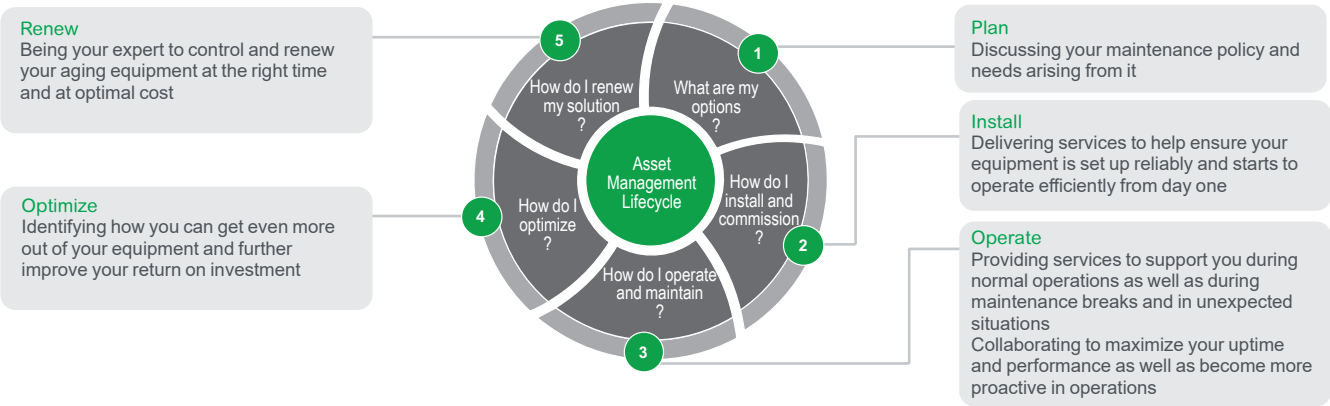 Renew
Being your expert to control and renew
your aging equipment at the right time
and at optimal cost
Optimize
Identifying how you can get even more
out of your equipment and further
improve your return on investment
5
How do I renew
my solution
?
1
What are my
options
?
Asset
Management
Lifecycle
How do I
install and
commission
?
2
4
How do I
optimize
?
How do I operate
and maintain
?
3
Plan
Discussing your maintenance policy and
needs arising from it
Install
Delivering services to help ensure your
equipment is set up reliably and starts to
operate efficiently from day one
Operate
Providing services to support you during
normal operations as well as during
maintenance breaks and in unexpected
situations
Collaborating to maximize your uptime
and performance as well as become more
proactive in operations